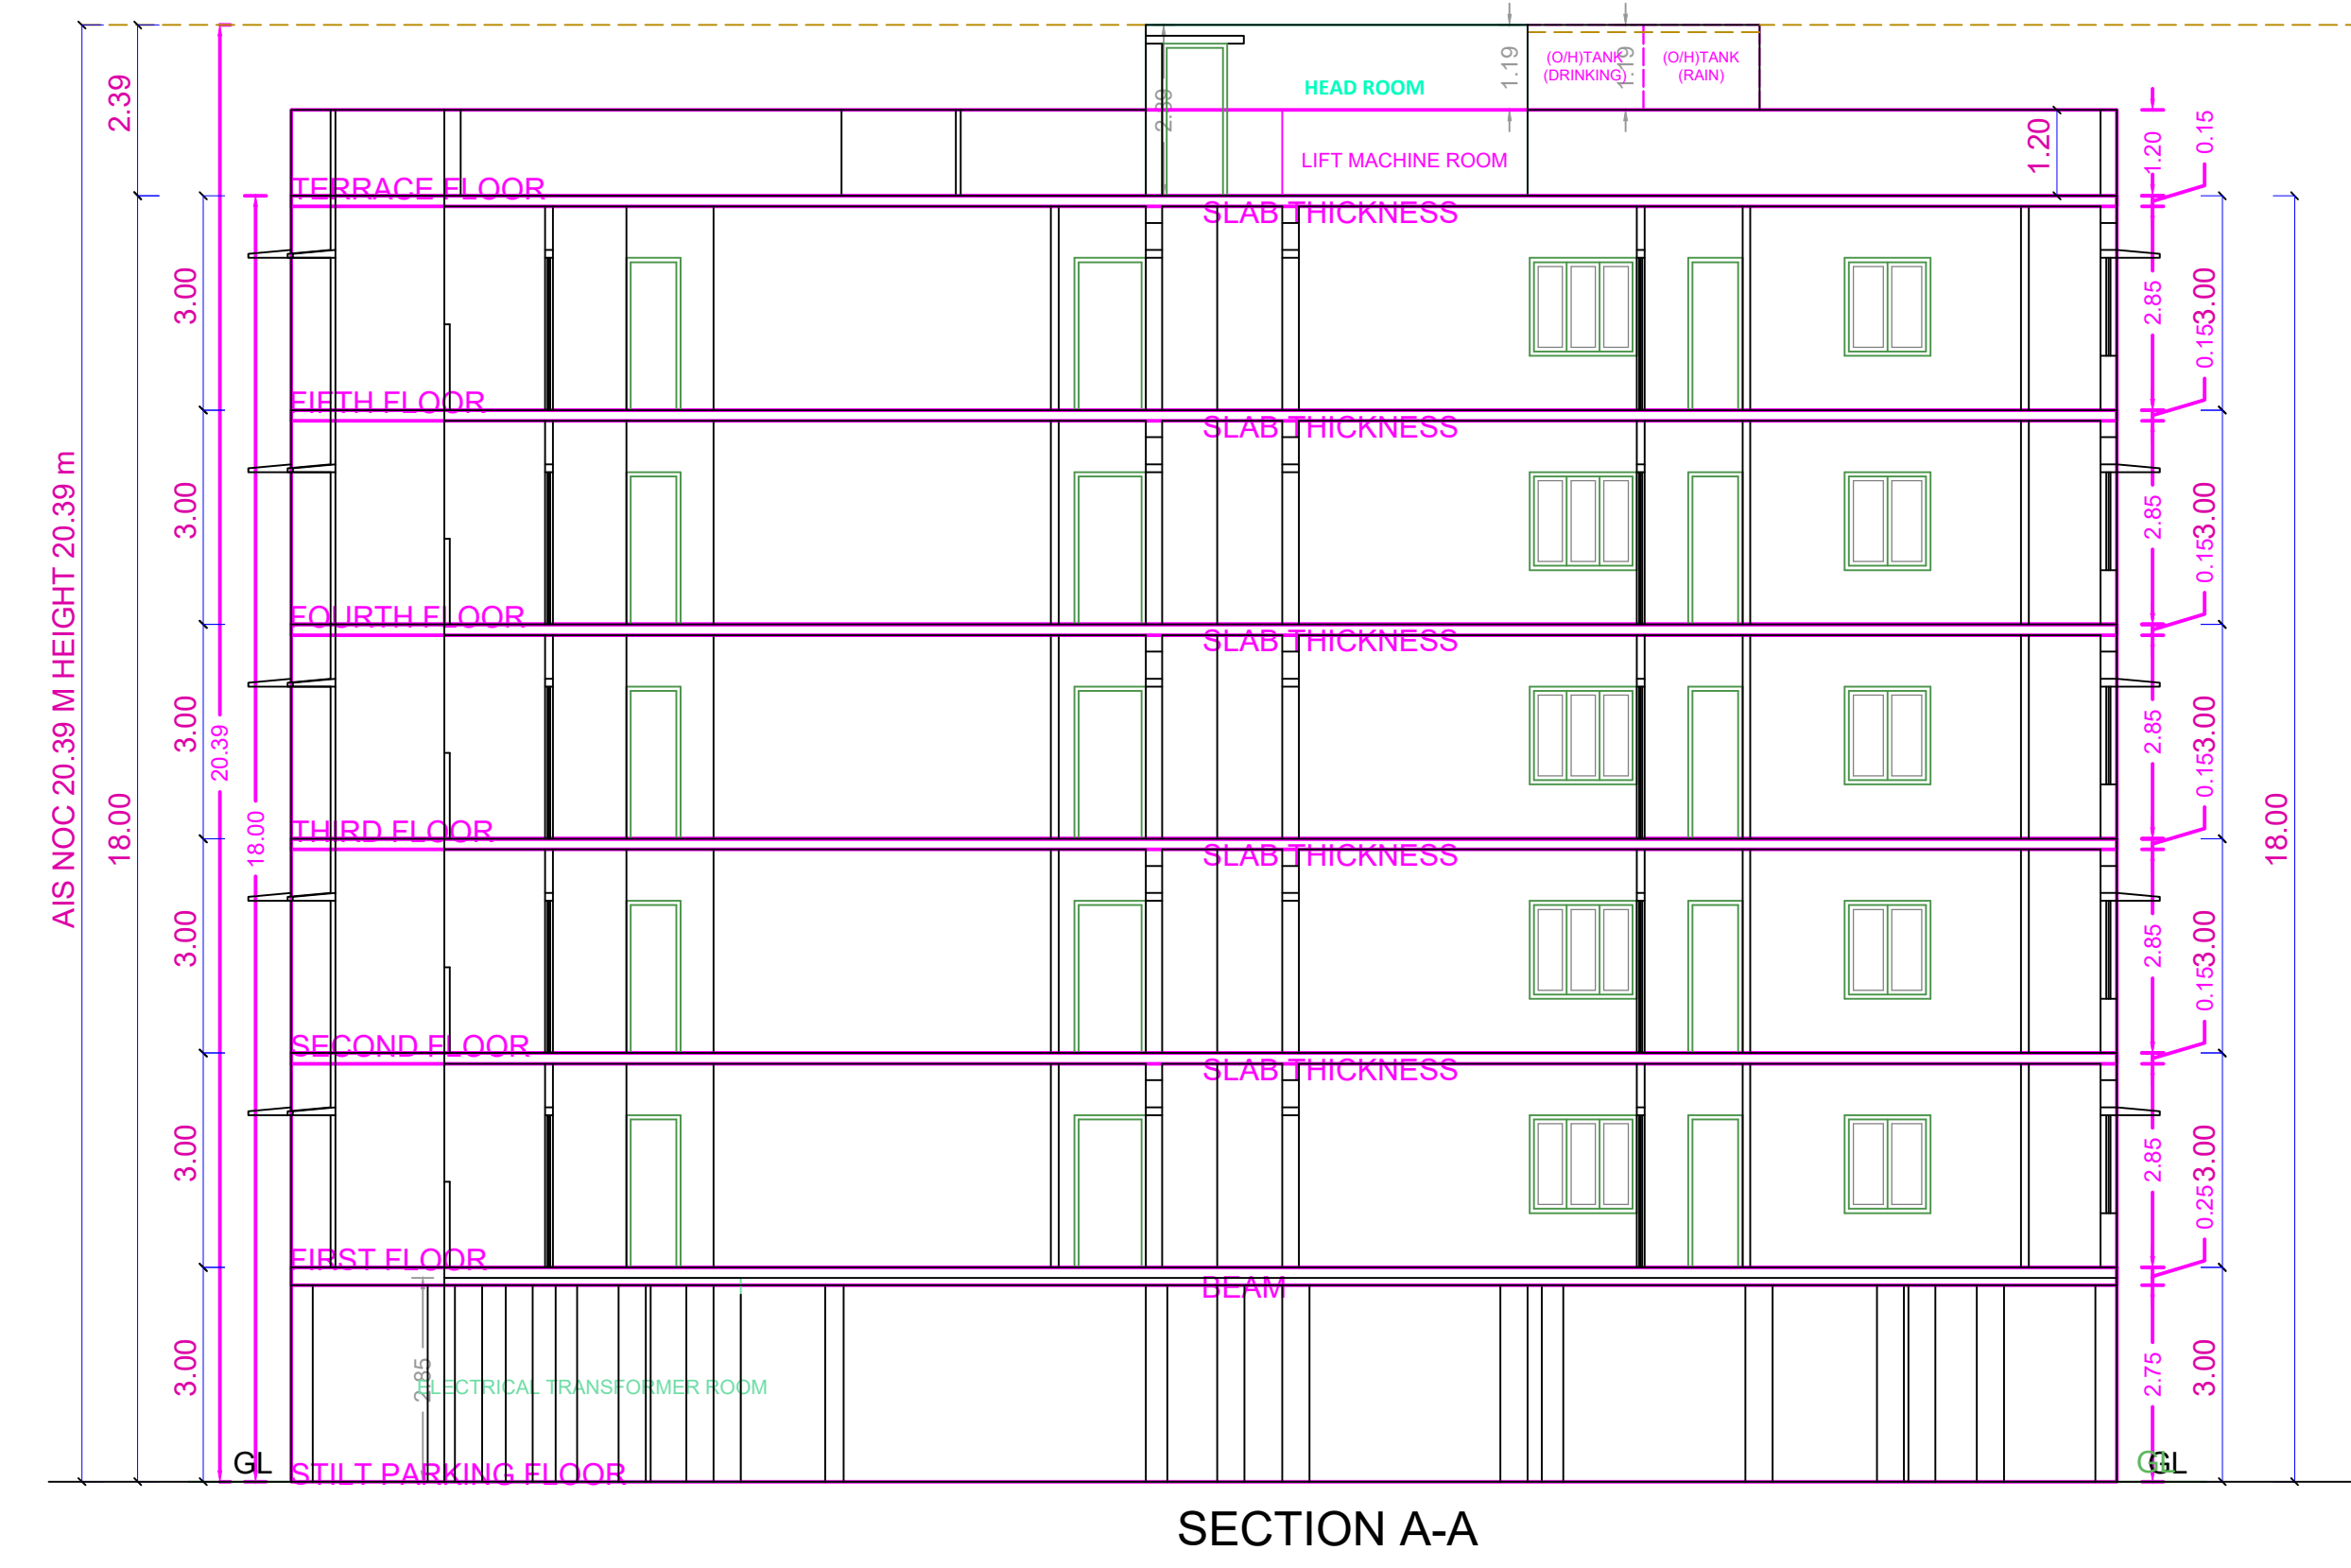 2.39
1.19
1.19
(O/H)TANK
(DRINKING)
(O/H)TANK
(RAIN)
HEAD ROOM
2.39
LIFT MACHINE ROOM
1.20
1.20
0.15
TERRACE FLOOR
SLAB THICKNESS
3.00
2.85
3.00
0.15
FIFTH FLOOR
SLAB THICKNESS
3.00
2.85
3.00
0.15
FOURTH FLOOR
SLAB THICKNESS
AIS NOC 20.39 M HEIGHT 20.39 m
3.00
20.39
2.85
3.00
0.15
18.00
18.00
18.00
THIRD FLOOR
SLAB THICKNESS
3.00
2.85
3.00
0.15
SECOND FLOOR
SLAB THICKNESS
3.00
2.85
3.00
0.25
FIRST FLOOR
BEAM
3.00
2.85
ELECTRICAL TRANSFORMER ROOM
2.75
3.00
GL
STILT PARKING FLOOR
GL
GL
SECTION A-A